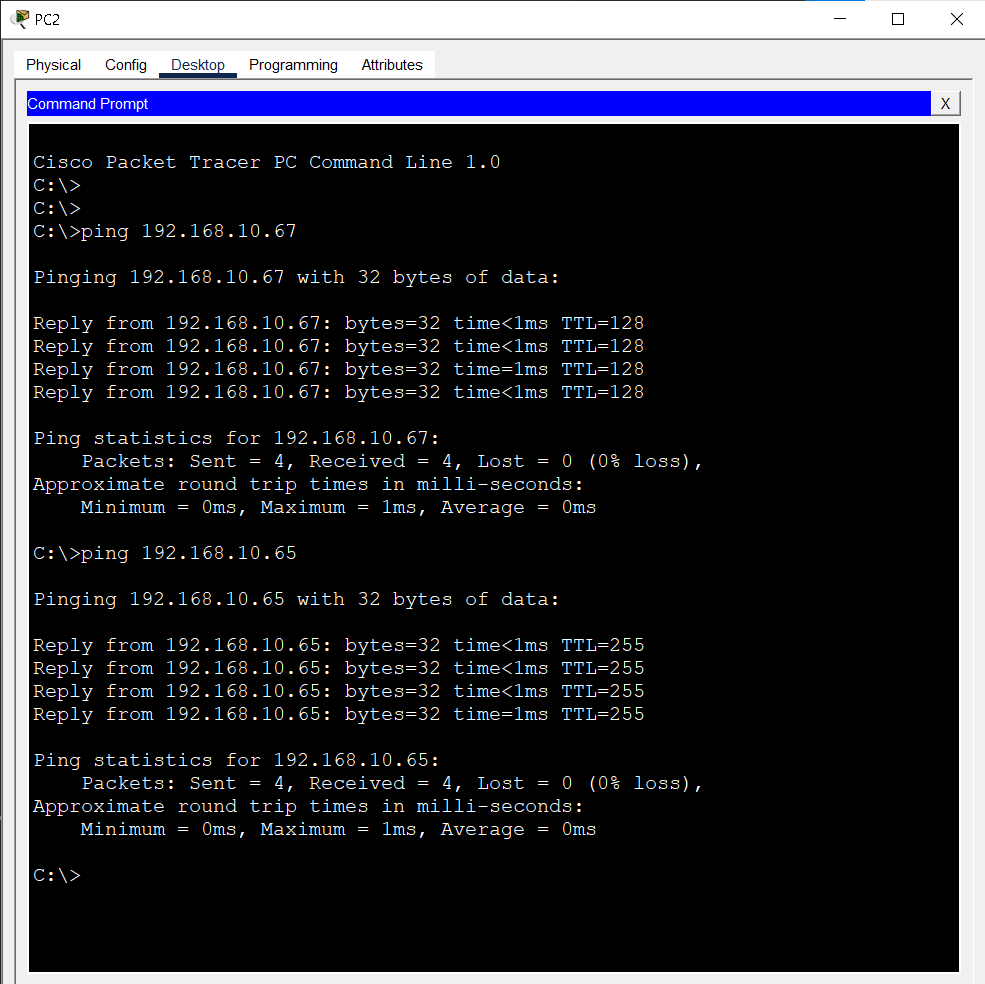 PC2
Physical Config Desktop Programming Attributes
Command Prompt X
Cisco Packet Tracer PC Command Line 1.0
C:\>
C:\>
C:\>ping 192.168.10.67
Pinging 192.168.10.67 with 32 bytes of data:
Reply from 192.168.10.67: bytes=32 time<1ms TTL=128
Reply from 192.168.10.67: bytes=32 time<1ms TTL=128
Reply from 192.168.10.67: bytes=32 time=1ms TTL=128
Reply from 192.168.10.67: bytes=32 time<1ms TTL=128
Ping statistics for 192.168.10.67:
    Packets: Sent = 4, Received = 4, Lost = 0 (0% loss),
Approximate round trip times in milli-seconds:
    Minimum = 0ms, Maximum = 1ms, Average = 0ms
C:\>ping 192.168.10.65
Pinging 192.168.10.65 with 32 bytes of data:
Reply from 192.168.10.65: bytes=32 time<1ms TTL=255
Reply from 192.168.10.65: bytes=32 time<1ms TTL=255
Reply from 192.168.10.65: bytes=32 time<1ms TTL=255
Reply from 192.168.10.65: bytes=32 time=1ms TTL=255
Ping statistics for 192.168.10.65:
    Packets: Sent = 4, Received = 4, Lost = 0 (0% loss),
Approximate round trip times in milli-seconds:
    Minimum = 0ms, Maximum = 1ms, Average = 0ms
C:\>